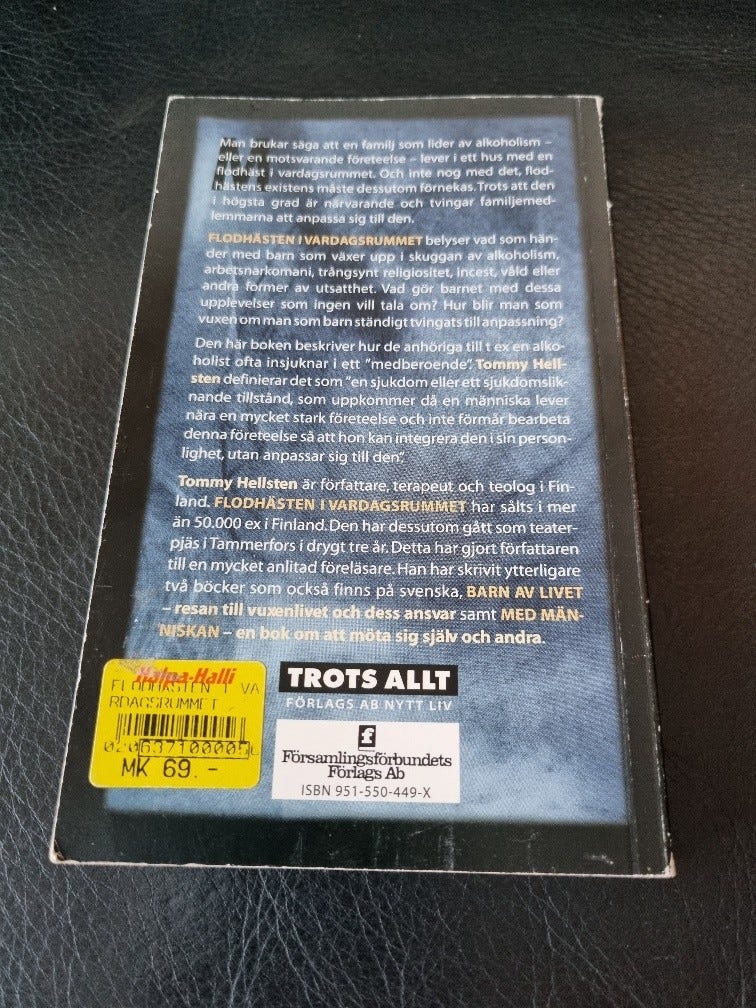 Man brukar säga att en familj som lider av alkoholism –
eller en motsvarande företeelse – lever i ett hus med en
flodhäst i vardagsrummet. Och inte nog med det, flod-
hästens existens måste dessutom förnekas. Trots att den
i högsta grad är närvarande och tvingar familjemed-
lemmarna att anpassa sig till den.
FLODHÄSTEN I VARDAGSRUMMET belyser vad som hän-
der med barn som växer upp i skuggan av alkoholism,
arbetsnarkomani, trångsynt religiositet, incest, våld eller
andra former av utsatthet. Vad gör barnet med dessa
upplevelser som ingen vill tala om? Hur blir man som
vuxen om man som barn ständigt tvingats till anpassning?
Den här boken beskriver hur de anhöriga till t ex en alko-
holist ofta insjuknar i ett "medberoende". Tommy Hell-
sten definierar det som "en sjukdom eller ett sjukdomslik-
nande tillstånd, som uppkommer då en människa lever
nära en mycket stark företeelse och inte förmår bearbeta
denna företeelse så att hon kan integrera den i sin person-
lighet, utan anpassar sig till den".
Tommy Hellsten är författare, terapeut och teolog i Fin-
land. FLODHÄSTEN I VARDAGSRUMMET har sålts i mer
än 50.000 ex i Finland. Den har dessutom gått som teater-
pjäs i Tammerfors i drygt tre år. Detta har gjort författaren
till en mycket anlitad föreläsare. Han har skrivit ytterligare
två böcker som också finns på svenska, BARN AV LIVET
– resan till vuxenlivet och dess ansvar samt MED MÄN-
NISKAN – en bok om att möta sig själv och andra.
Halpa-Halli
FLODHÄSTEN I VA
RDAGSRUMMET
MK 69.-
TROTS ALLT
FÖRLAGS AB NYTT LIV
f
Församlingsförbundets
Förlags Ab
ISBN 951-550-449-X